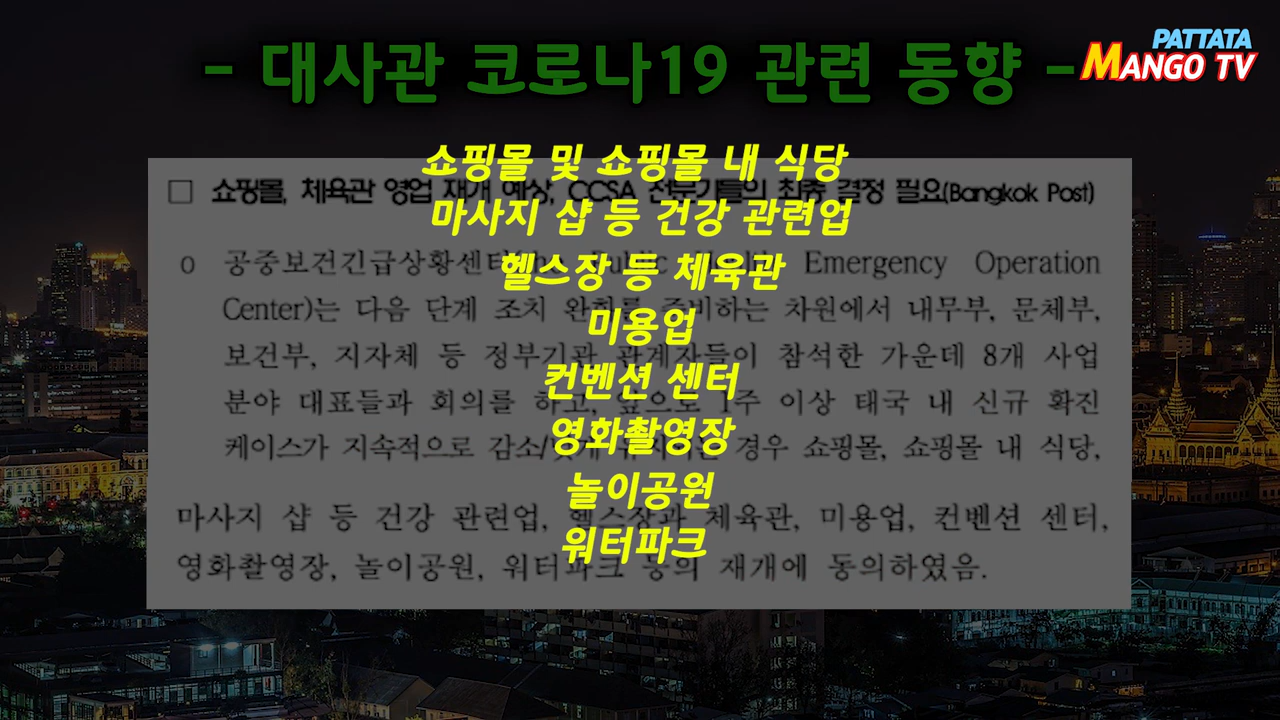 - 대사관 코로나19 관련 동향 -
PATTATA
MANGO TV
쇼핑몰 및 쇼핑몰 내 식당
마사지 샵 등 건강 관련업
헬스장 등 체육관
미용업
컨벤션 센터
영화촬영장
놀이공원
워터파크
□ 쇼핑몰, 체육관 영업 재개 예상, CCSA 전문가들의 최종 결정 필요(Bangkok Post)
o 공중보건긴급상황센터 Emergency Operation
Center)는 다음 단계 조치 완화를 준비하는 차원에서 내무부, 문체부,
보건부, 지자체 등 정부기관 관계자들이 참석한 가운데 8개 사업
분야 대표들과 회의를 하고, 앞으로 1주 이상 태국 내 신규 확진
케이스가 지속적으로 감소/ 경우 쇼핑몰, 쇼핑몰 내 식당,
마사지 샵 등 건강 관련업, 헬스장과 체육관, 미용업, 컨벤션 센터,
영화촬영장, 놀이공원, 워터파크 등의 재개에 동의하였음.